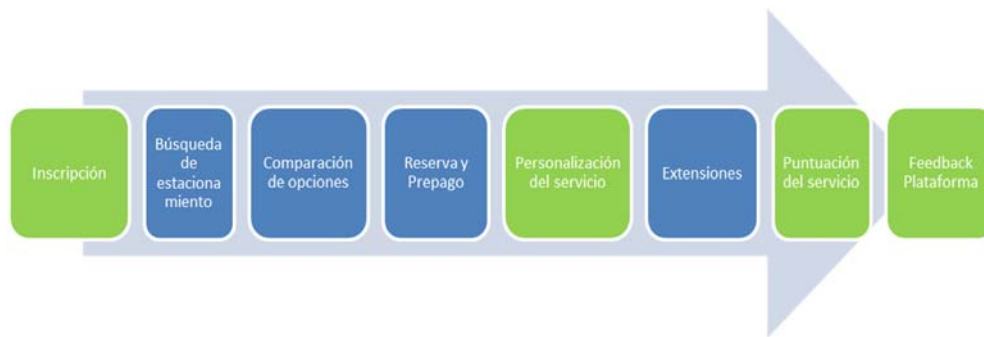 Inscripción
Búsqueda
de
estaciona
miento
Comparación
de opciones
Reserva y
Prepago
Personalización
del servicio
Extensiones
Puntuación
del servicio
Feedback
Plataforma